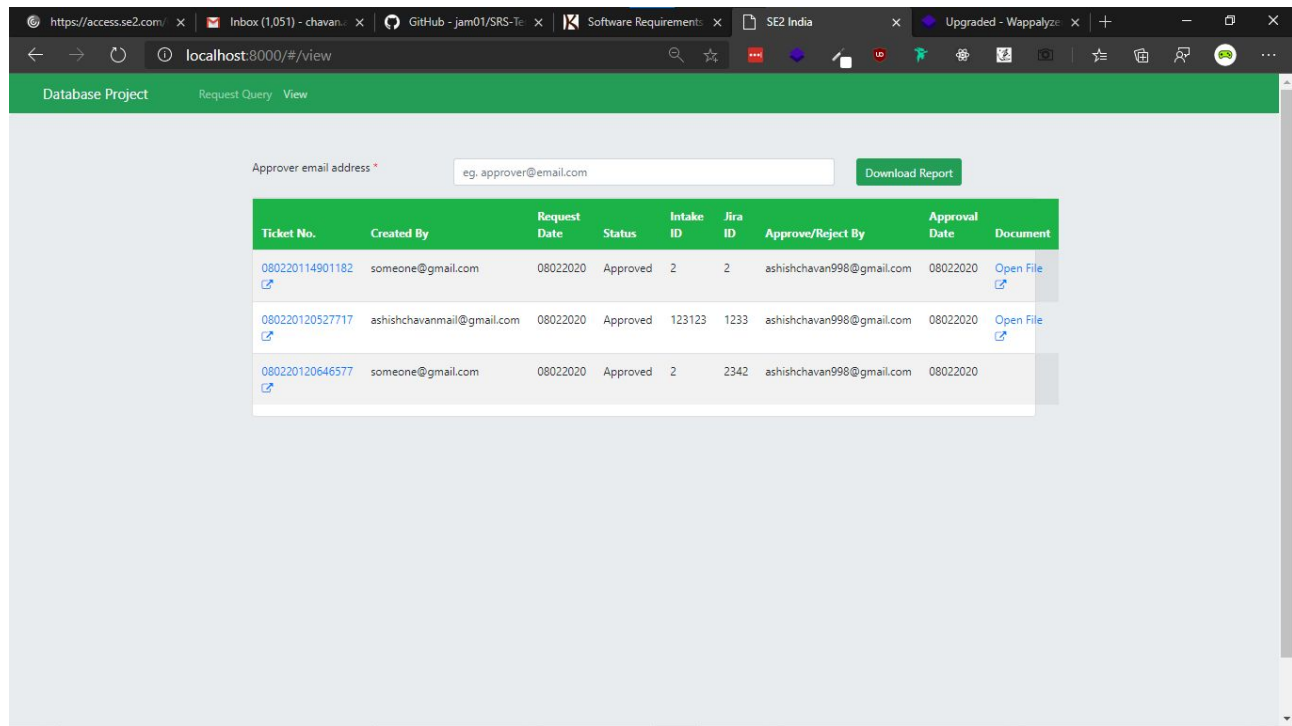 https://access.se2.com/
Inbox (1,051) - chavan.
GitHub - jam01/SRS-Te
Software Requirements
SE2 India
Upgraded - Wappalyze
localhost:8000/#/view
Database Project
Request Query View
Approver email address *
eg. approver@email.com
Download Report
Ticket No. Created By Request Date Status Intake ID Jira ID Approve/Reject By Approval Date Document
080220114901182 someone@gmail.com 08022020 Approved 2 2 ashishchavan998@gmail.com 08022020 Open File
080220120527717 ashishchavanmail@gmail.com 08022020 Approved 123123 1233 ashishchavan998@gmail.com 08022020 Open File
080220120646577 someone@gmail.com 08022020 Approved 2 2342 ashishchavan998@gmail.com 08022020